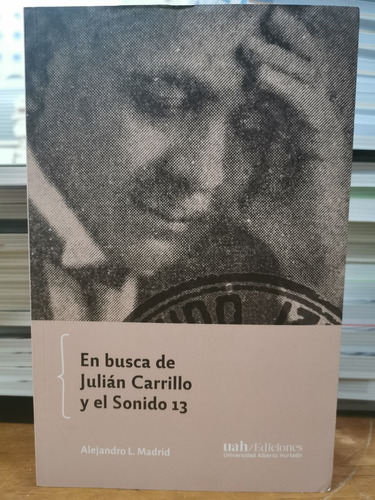 En busca de
Julián Carrillo
y el Sonido 13
Alejandro L. Madrid
uah/Ediciones
Universidad Alberto Hurtado